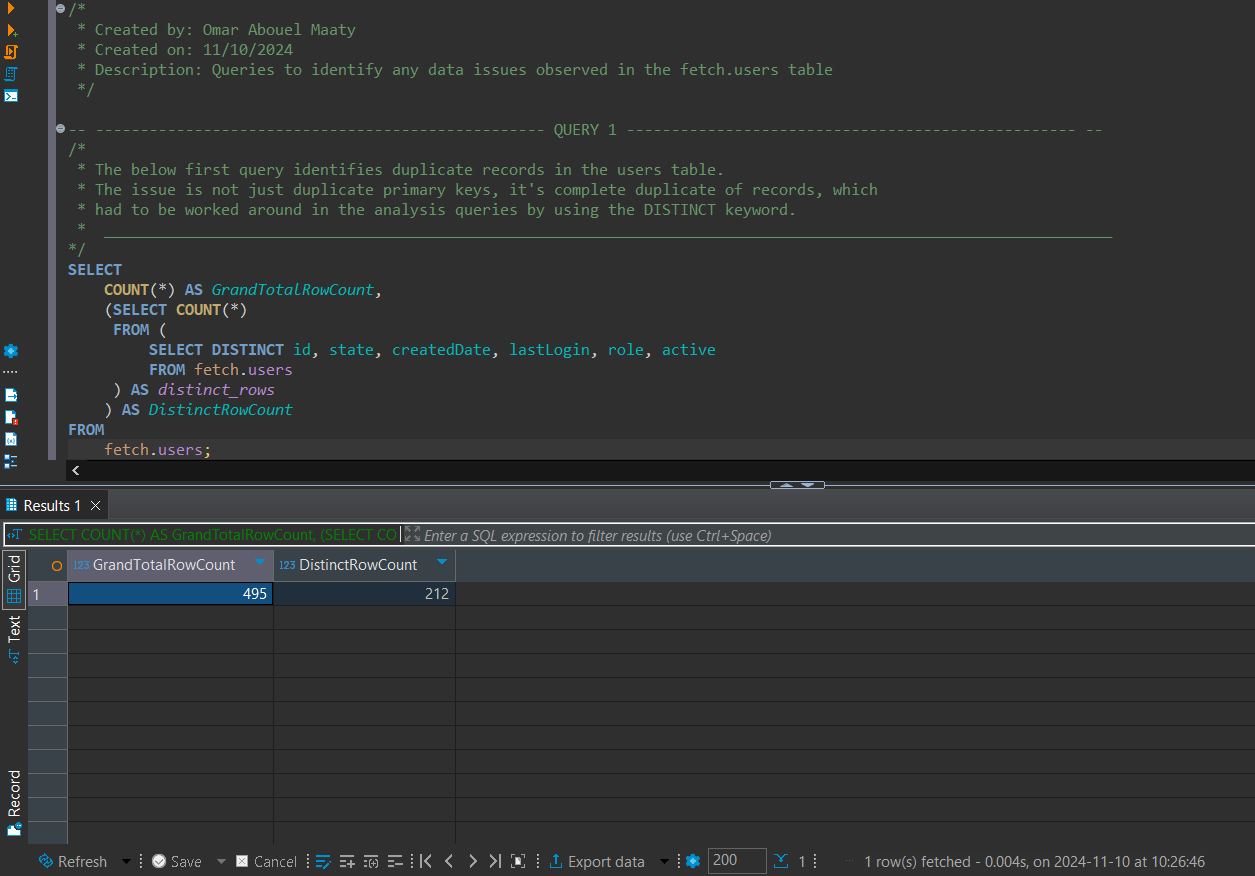 /*
 * Created by: Omar Abouel Maaty
 * Created on: 11/10/2024
 * Description: Queries to identify any data issues observed in the fetch.users table
 */
-- -------------------------------------------------- QUERY 1 -------------------------------------------------- --
/*
 * The below first query identifies duplicate records in the users table.
 * The issue is not just duplicate primary keys, it's complete duplicate of records, which
 * had to be worked around in the analysis queries by using the DISTINCT keyword.
 * ________________________________________________________________________________________________________________
*/
SELECT
    COUNT(*) AS GrandTotalRowCount,
    (SELECT COUNT(*)
     FROM (
         SELECT DISTINCT id, state, createdDate, lastLogin, role, active
         FROM fetch.users
     ) AS distinct_rows
    ) AS DistinctRowCount
FROM
    fetch.users;
Results 1
SELECT COUNT(*) AS GrandTotalRowCount, (SELECT CO
Enter a SQL expression to filter results (use Ctrl+Space)
Grid
Text
Record
123 GrandTotalRowCount 123 DistinctRowCount
1 495 212
Refresh Save Cancel Export data 200 1 1 row(s) fetched - 0.004s, on 2024-11-10 at 10:26:46